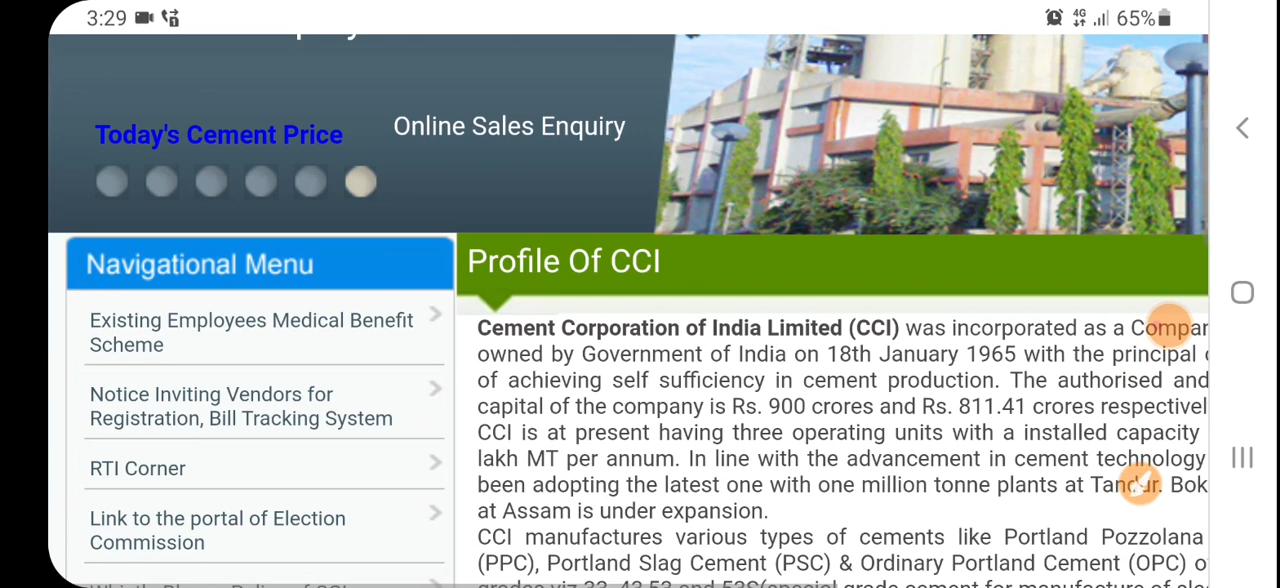 3:29
4G
65%
Today's Cement Price
Online Sales Enquiry
Navigational Menu
Profile Of CCI
Existing Employees Medical Benefit
Scheme
Notice Inviting Vendors for
Registration, Bill Tracking System
RTI Corner
Link to the portal of Election
Commission
Cement Corporation of India Limited (CCI) was incorporated as a Compan
owned by Government of India on 18th January 1965 with the principal
of achieving self sufficiency in cement production. The authorised and
capital of the company is Rs. 900 crores and Rs. 811.41 crores respectivel
CCI is at present having three operating units with a installed capacity
lakh MT per annum. In line with the advancement in cement technology
been adopting the latest one with one million tonne plants at Tandur. Bok
at Assam is under expansion.
CCI manufactures various types of cements like Portland Pozzolana
(PPC), Portland Slag Cement (PSC) & Ordinary Portland Cement (OPC) o